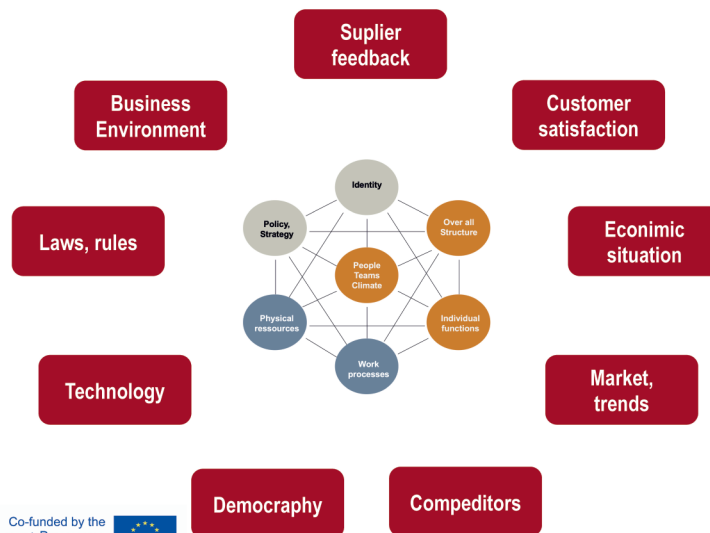 Suplier
feedback
Business
Environment
Customer
satisfaction
Identity
Policy,
Strategy
Over all
Structure
Laws, rules
Econimic
situation
People
Teams
Climate
Physical
ressources
Individual
functions
Work
processes
Technology
Market,
trends
Democraphy
Compeditors
Co-funded by the